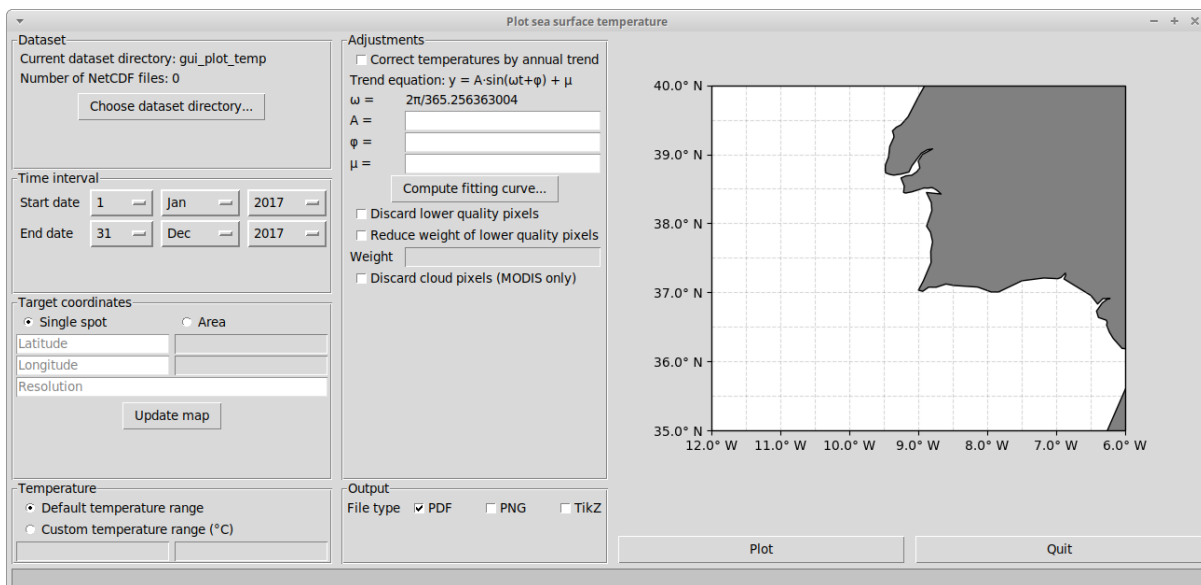 Plot sea surface temperature
Dataset
Current dataset directory: gui_plot_temp
Number of NetCDF files: 0
Choose dataset directory...
Time interval
Start date 1 Jan 2017
End date 31 Dec 2017
Target coordinates
Single spot Area
Latitude
Longitude
Resolution
Update map
Temperature
Default temperature range
Custom temperature range (°C)
Adjustments
Correct temperatures by annual trend
Trend equation: y = A·sin(ωt+φ) + μ
ω = 2π/365.256363004
A =
φ =
μ =
Compute fitting curve...
Discard lower quality pixels
Reduce weight of lower quality pixels
Weight
Discard cloud pixels (MODIS only)
Output
File type PDF PNG TikZ
40.0° N
39.0° N
38.0° N
37.0° N
36.0° N
35.0° N
12.0° W 11.0° W 10.0° W 9.0° W 8.0° W 7.0° W 6.0° W
Plot Quit